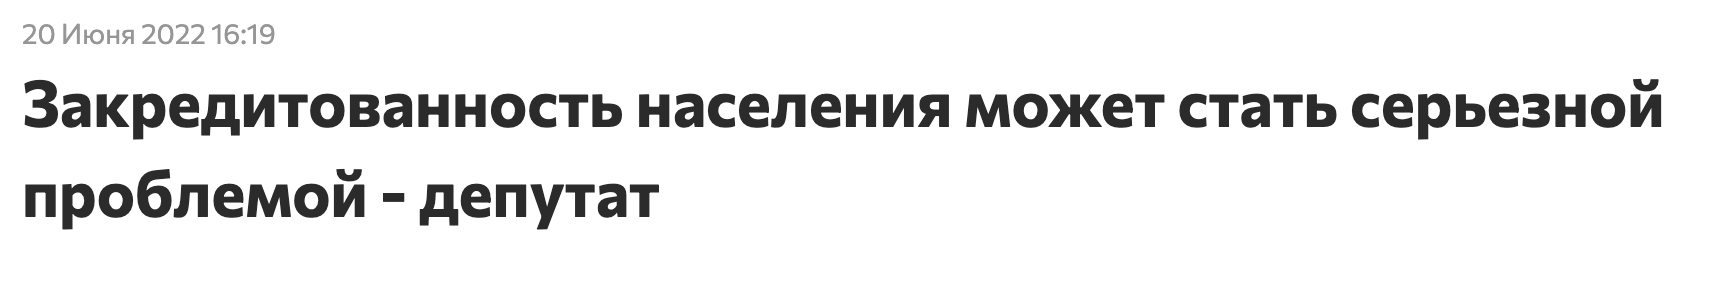 20 Июня 2022 16:19
Закредитованность населения может стать серьезной
проблемой - депутат